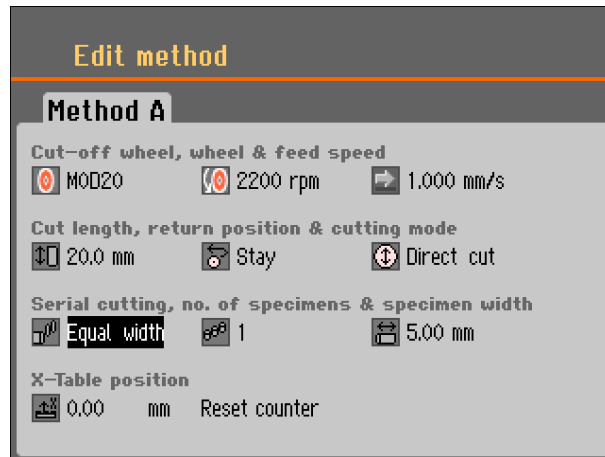 Edit method
Method A
Cut-off wheel, wheel & feed speed
MOD20 2200 rpm 1.000 mm/s
Cut length, return position & cutting mode
20.0 mm Stay Direct cut
Serial cutting, no. of specimens & specimen width
Equal width 1 5.00 mm
X-Table position
0.00 mm Reset counter